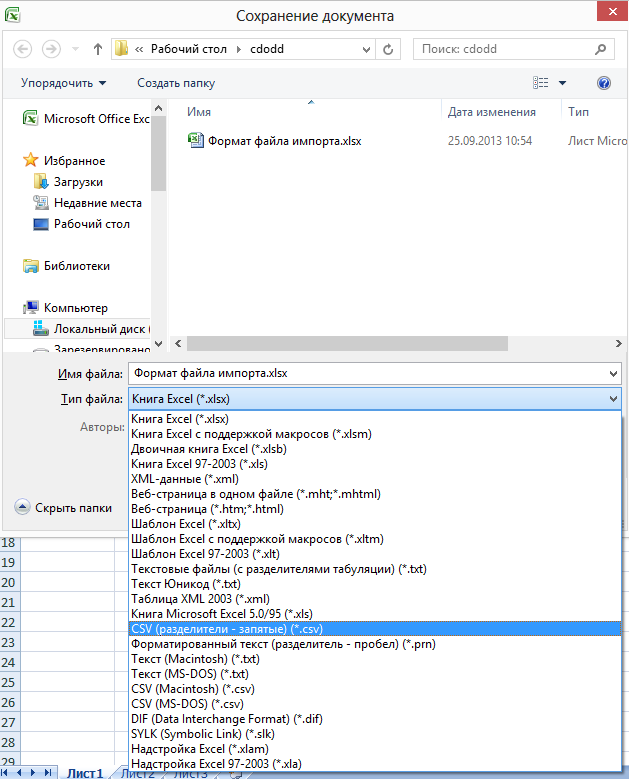 Сохранение документа
Рабочий стол cdodd
Поиск: cdodd
Упорядочить Создать папку
Имя Дата изменения Тип
Microsoft Office Exc
Формат файла импорта.xlsx 25.09.2013 10:54 Лист Micro
Избранное
Загрузки
Недавние места
Рабочий стол
Библиотеки
Компьютер
Локальный диск (
Зарезервировано
Имя файла: Формат файла импорта.xlsx
Тип файла: Книга Excel (*.xlsx)
Авторы:
Скрыть папки
Книга Excel (*.xlsx)
Книга Excel с поддержкой макросов (*.xlsm)
Двоичная книга Excel (*.xlsb)
Книга Excel 97-2003 (*.xls)
XML-данные (*.xml)
Веб-страница в одном файле (*.mht;*.mhtml)
Веб-страница (*.htm;*.html)
Шаблон Excel (*.xltx)
Шаблон Excel с поддержкой макросов (*.xltm)
Шаблон Excel 97-2003 (*.xlt)
Текстовые файлы (с разделителями табуляции) (*.txt)
Текст Юникод (*.txt)
Таблица XML 2003 (*.xml)
Книга Microsoft Excel 5.0/95 (*.xls)
CSV (разделители - запятые) (*.csv)
Форматированный текст (разделитель - пробел) (*.prn)
Текст (Macintosh) (*.txt)
Текст (MS-DOS) (*.txt)
CSV (Macintosh) (*.csv)
CSV (MS-DOS) (*.csv)
DIF (Data Interchange Format) (*.dif)
SYLK (Symbolic Link) (*.slk)
Надстройка Excel (*.xlam)
Надстройка Excel 97-2003 (*.xla)
18
19
20
21
22
23
24
25
26
27
28
29
Лист1 Лист2 Лист3